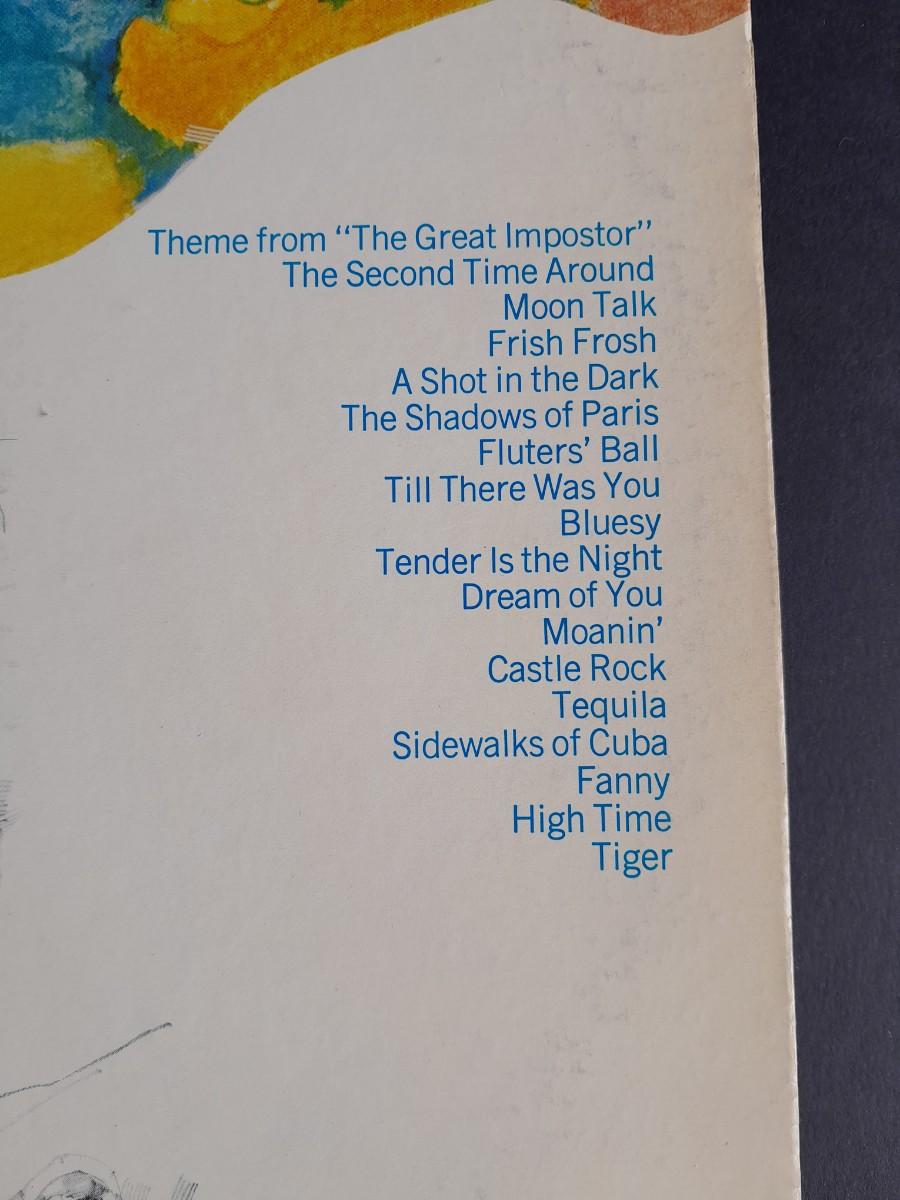 Theme from “The Great Impostor”
The Second Time Around
Moon Talk
Frish Frosh
A Shot in the Dark
The Shadows of Paris
Fluters’ Ball
Till There Was You
Bluesy
Tender Is the Night
Dream of You
Moanin’
Castle Rock
Tequila
Sidewalks of Cuba
Fanny
High Time
Tiger